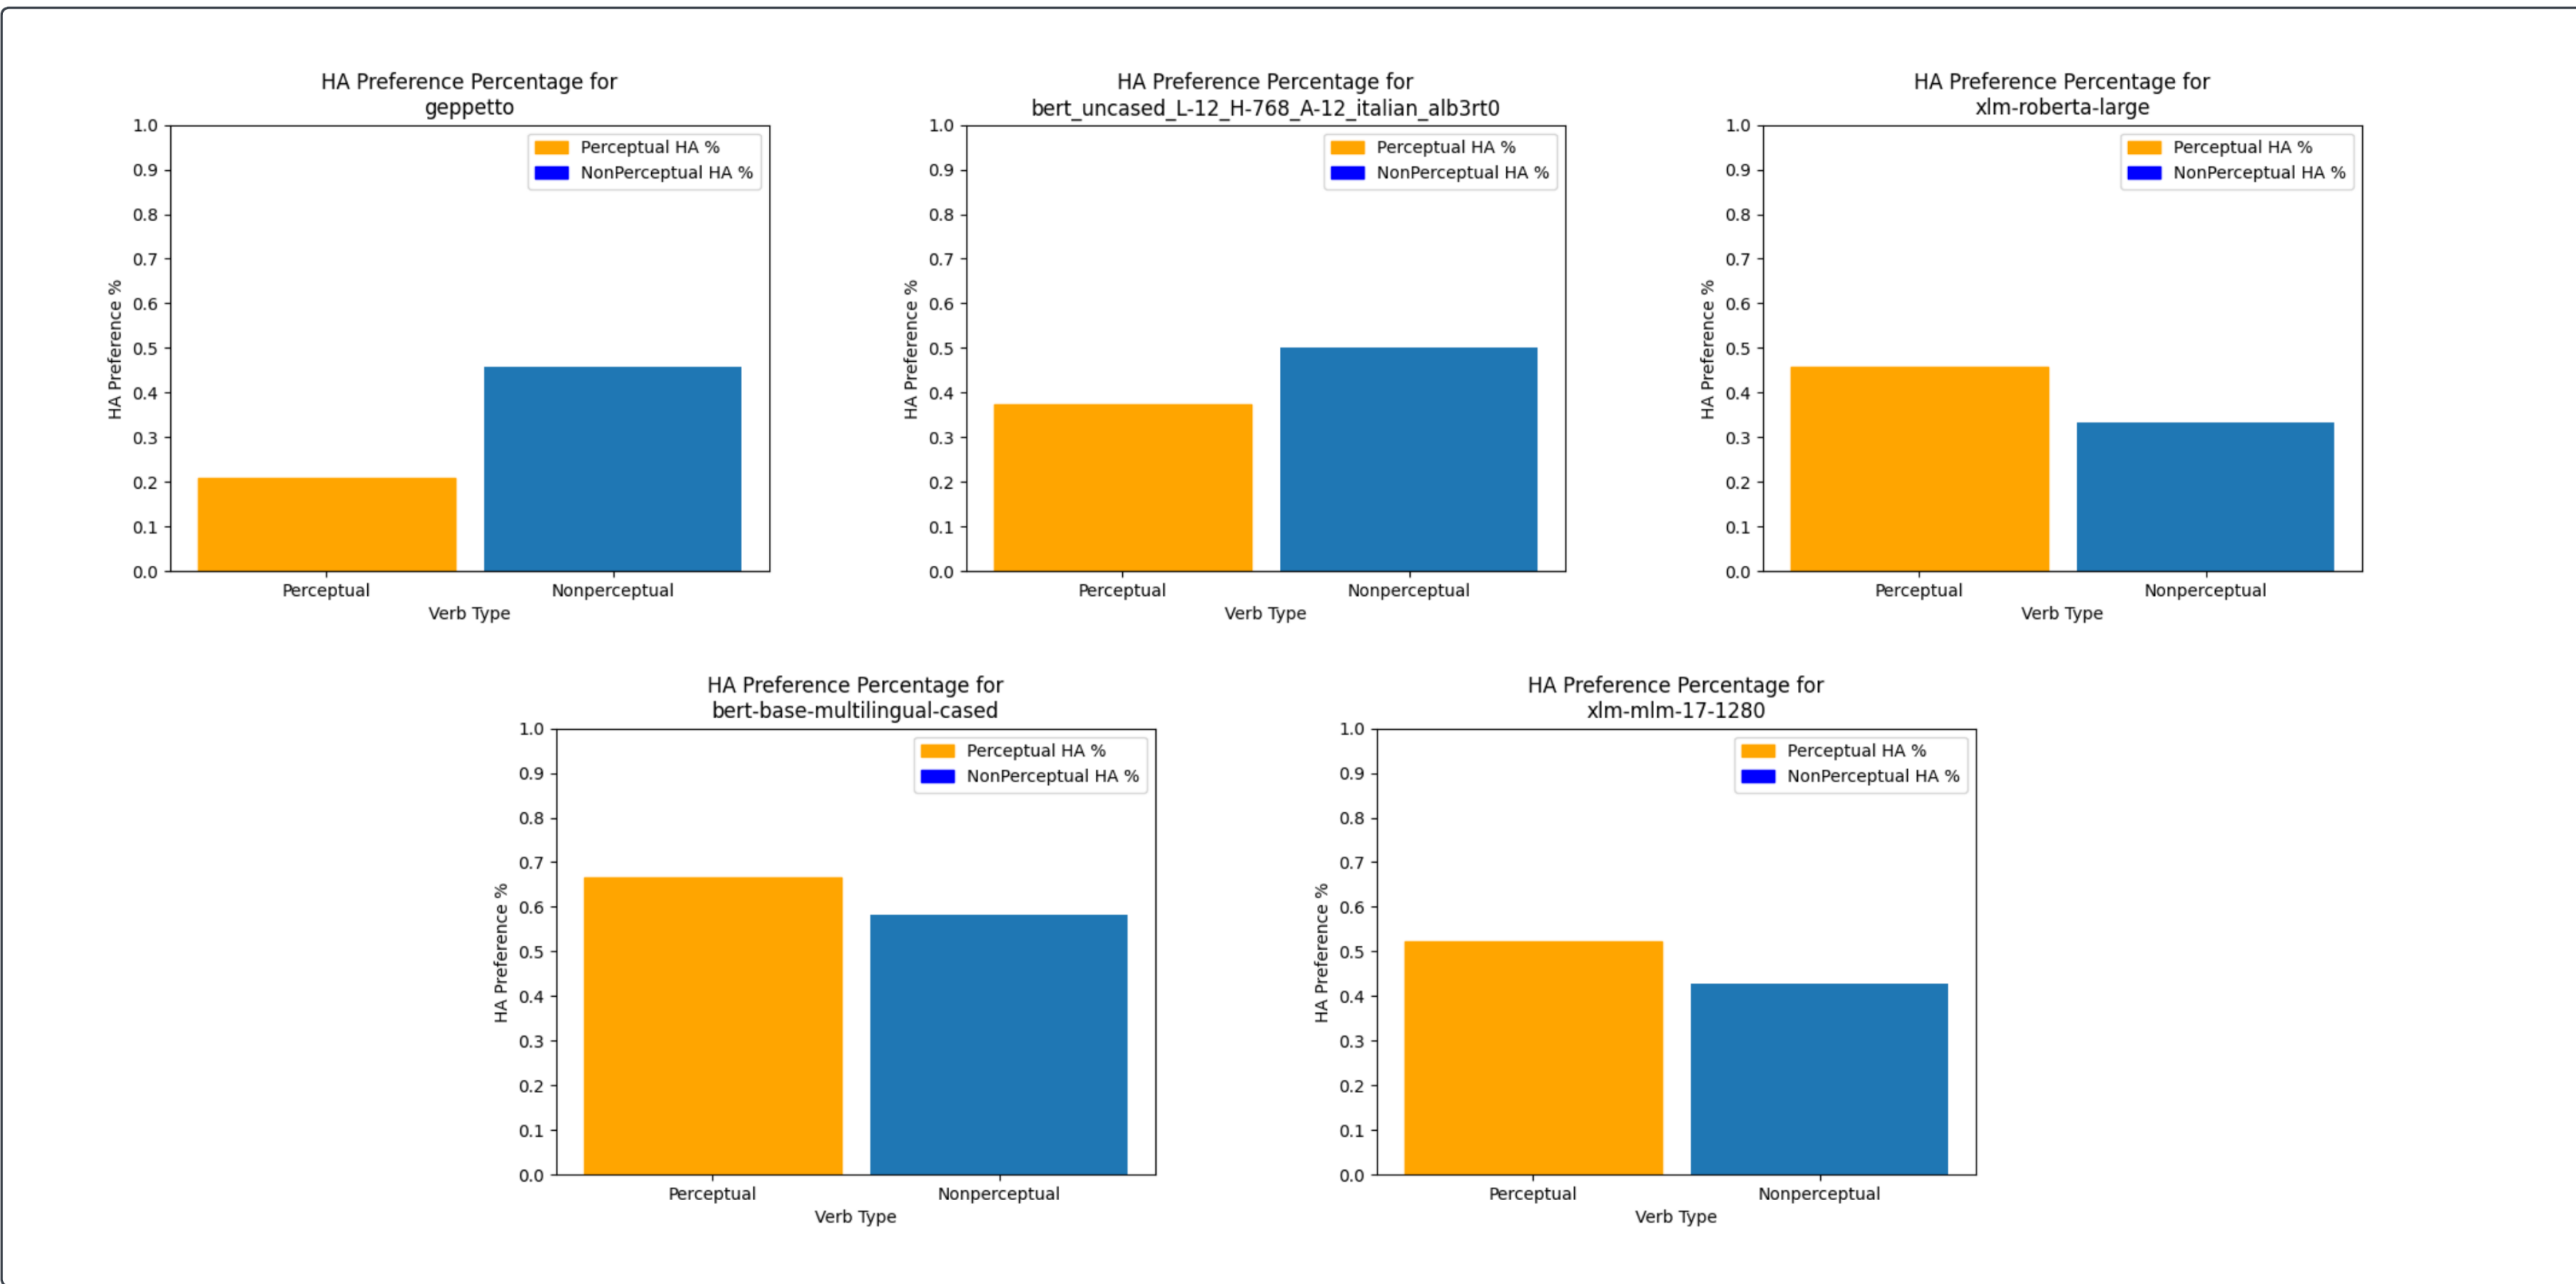 HA Preference Percentage for
geppetto
1.0
0.9
0.8
0.7
0.6
0.5
0.4
0.3
0.2
0.1
0.0
HA Preference %
Perceptual HA %
NonPerceptual HA %
Perceptual
Nonperceptual
Verb Type
HA Preference Percentage for
bert_uncased_L-12_H-768_A-12_italian_alb3rt0
1.0
0.9
0.8
0.7
0.6
0.5
0.4
0.3
0.2
0.1
0.0
HA Preference %
Perceptual HA %
NonPerceptual HA %
Perceptual
Nonperceptual
Verb Type
HA Preference Percentage for
xlm-roberta-large
1.0
0.9
0.8
0.7
0.6
0.5
0.4
0.3
0.2
0.1
0.0
HA Preference %
Perceptual HA %
NonPerceptual HA %
Perceptual
Nonperceptual
Verb Type
HA Preference Percentage for
bert-base-multilingual-cased
1.0
0.9
0.8
0.7
0.6
0.5
0.4
0.3
0.2
0.1
0.0
HA Preference %
Perceptual HA %
NonPerceptual HA %
Perceptual
Nonperceptual
Verb Type
HA Preference Percentage for
xlm-mlm-17-1280
1.0
0.9
0.8
0.7
0.6
0.5
0.4
0.3
0.2
0.1
0.0
HA Preference %
Perceptual HA %
NonPerceptual HA %
Perceptual
Nonperceptual
Verb Type